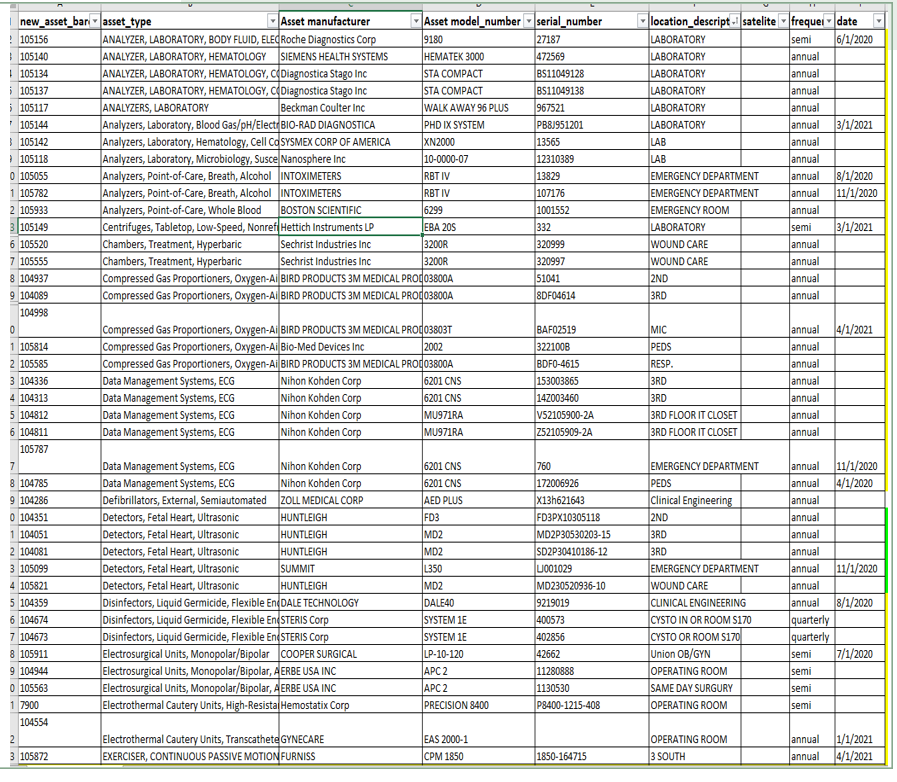 new_asset_bar asset_type Asset manufacturer Asset model_number serial_number location_descript satelite frequen date
105156 ANALYZER, LABORATORY, BODY FLUID, ELEC Roche Diagnostics Corp 9180 27187 LABORATORY semi 6/1/2020
105140 ANALYZER, LABORATORY, HEMATOLOGY SIEMENS HEALTH SYSTEMS HEMATEK 3000 472569 LABORATORY annual
105134 ANALYZER, LABORATORY, HEMATOLOGY, CO Diagnostica Stago Inc STA COMPACT BS11049128 LABORATORY annual
105137 ANALYZER, LABORATORY, HEMATOLOGY, CO Diagnostica Stago Inc STA COMPACT BS11049138 LABORATORY annual
105117 ANALYZERS, LABORATORY Beckman Coulter Inc WALK AWAY 96 PLUS 967521 LABORATORY annual
105144 Analyzers, Laboratory, Blood Gas/pH/Electr BIO-RAD DIAGNOSTICA PHD IX SYSTEM PB8J951201 LABORATORY annual 3/1/2021
105142 Analyzers, Laboratory, Hematology, Cell Co SYSMEX CORP OF AMERICA XN2000 13565 LAB annual
105118 Analyzers, Laboratory, Microbiology, Susce Nanosphere Inc 10-0000-07 12310389 LAB annual
105055 Analyzers, Point-of-Care, Breath, Alcohol INTOXIMETERS RBT IV 13829 EMERGENCY DEPARTMENT annual 8/1/2020
105782 Analyzers, Point-of-Care, Breath, Alcohol INTOXIMETERS RBT IV 107176 EMERGENCY DEPARTMENT annual 11/1/2020
105933 Analyzers, Point-of-Care, Whole Blood BOSTON SCIENTIFIC 6299 1001552 EMERGENCY ROOM annual
105149 Centrifuges, Tabletop, Low-Speed, Nonrefr Hettich Instruments LP EBA 20S 332 LABORATORY semi 3/1/2021
105520 Chambers, Treatment, Hyperbaric Sechrist Industries Inc 3200R 320999 WOUND CARE annual
105555 Chambers, Treatment, Hyperbaric Sechrist Industries Inc 3200R 320997 WOUND CARE annual
104937 Compressed Gas Proportioners, Oxygen-Ai BIRD PRODUCTS 3M MEDICAL PROD 03800A 51041 2ND annual
104089 Compressed Gas Proportioners, Oxygen-Ai BIRD PRODUCTS 3M MEDICAL PROD 03800A 8DF04614 3RD annual
104998 Compressed Gas Proportioners, Oxygen-Ai BIRD PRODUCTS 3M MEDICAL PROD 03803T BAF02519 MIC annual 4/1/2021
105814 Compressed Gas Proportioners, Oxygen-Ai Bio-Med Devices Inc 2002 322100B PEDS annual
105585 Compressed Gas Proportioners, Oxygen-Ai BIRD PRODUCTS 3M MEDICAL PROD 03800A BDF0-4615 RESP. annual
104336 Data Management Systems, ECG Nihon Kohden Corp 6201 CNS 153003865 3RD annual
104313 Data Management Systems, ECG Nihon Kohden Corp 6201 CNS 14Z003460 3RD annual
104812 Data Management Systems, ECG Nihon Kohden Corp MU971RA V52105900-2A 3RD FLOOR IT CLOSET annual
104811 Data Management Systems, ECG Nihon Kohden Corp MU971RA Z52105909-2A 3RD FLOOR IT CLOSET annual
105787 Data Management Systems, ECG Nihon Kohden Corp 6201 CNS 760 EMERGENCY DEPARTMENT annual 11/1/2020
104785 Data Management Systems, ECG Nihon Kohden Corp 6201 CNS 172006926 PEDS annual 4/1/2020
104286 Defibrillators, External, Semiautomated ZOLL MEDICAL CORP AED PLUS X13h621643 Clinical Engineering annual
104351 Detectors, Fetal Heart, Ultrasonic HUNTLEIGH FD3 FD3PX10305118 2ND annual
104051 Detectors, Fetal Heart, Ultrasonic HUNTLEIGH MD2 MD2P30530203-15 3RD annual
104081 Detectors, Fetal Heart, Ultrasonic HUNTLEIGH MD2 SD2P30410186-12 3RD annual
105099 Detectors, Fetal Heart, Ultrasonic SUMMIT L350 LJ001029 EMERGENCY DEPARTMENT annual 11/1/2020
105821 Detectors, Fetal Heart, Ultrasonic HUNTLEIGH MD2 MD230520936-10 WOUND CARE annual
104359 Disinfectors, Liquid Germicide, Flexible En DALE TECHNOLOGY DALE40 9219019 CLINICAL ENGINEERING annual 8/1/2020
104674 Disinfectors, Liquid Germicide, Flexible En STERIS Corp SYSTEM 1E 400573 CYSTO IN OR ROOM S170 quarterly
104673 Disinfectors, Liquid Germicide, Flexible En STERIS Corp SYSTEM 1E 402856 CYSTO OR ROOM S170 quarterly
105911 Electrosurgical Units, Monopolar/Bipolar COOPER SURGICAL LP-10-120 42662 Union OB/GYN semi 7/1/2020
104944 Electrosurgical Units, Monopolar/Bipolar, A ERBE USA INC APC 2 11280888 OPERATING ROOM semi
105563 Electrosurgical Units, Monopolar/Bipolar, A ERBE USA INC APC 2 1130530 SAME DAY SURGURY semi
7900 Electrothermal Cautery Units, High-Resista Hemostatix Corp PRECISION 8400 P8400-1215-408 OPERATING ROOM semi
104554 Electrothermal Cautery Units, Transcathete GYNECARE EAS 2000-1 OPERATING ROOM annual 1/1/2021
105872 EXERCISER, CONTINUOUS PASSIVE MOTION FURNISS CPM 1850 1850-164715 3 SOUTH annual 4/1/2021